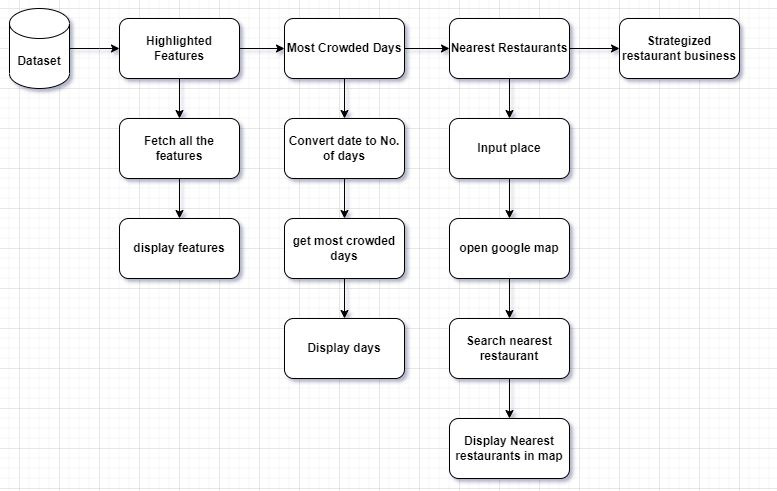 Dataset
Highlighted
Features
Most Crowded Days
Nearest Restaurants
Strategized
restaurant business
Fetch all the
features
Convert date to No.
of days
Input place
display features
get most crowded
days
open google map
Display days
Search nearest
restaurant
Display Nearest
restaurants in map